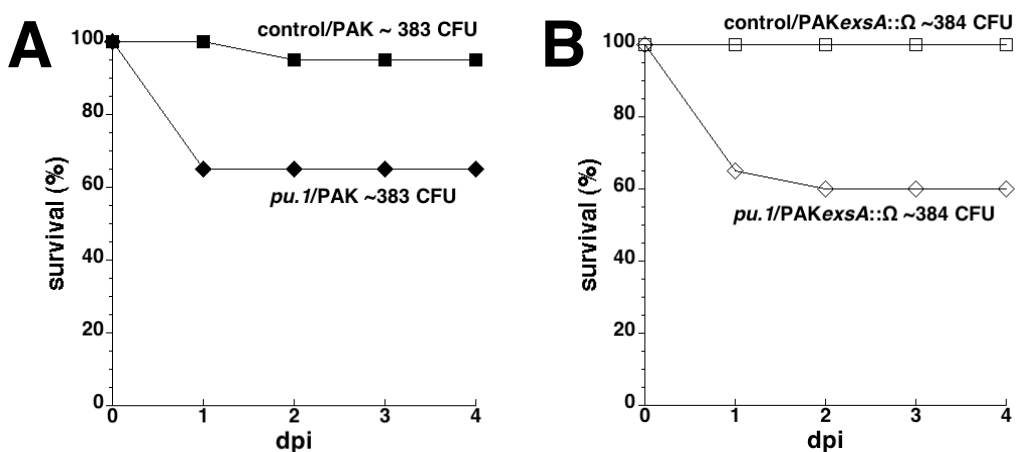 A
control/PAK ~ 383 CFU
100
80
60
40
20
0
survival (%)
pu.1/PAK ~383 CFU
0 1 2 3 4
dpi
B
control/PAKexsA::Ω ~384 CFU
100
80
60
40
20
0
survival (%)
pu.1/PAKexsA::Ω ~384 CFU
0 1 2 3 4
dpi